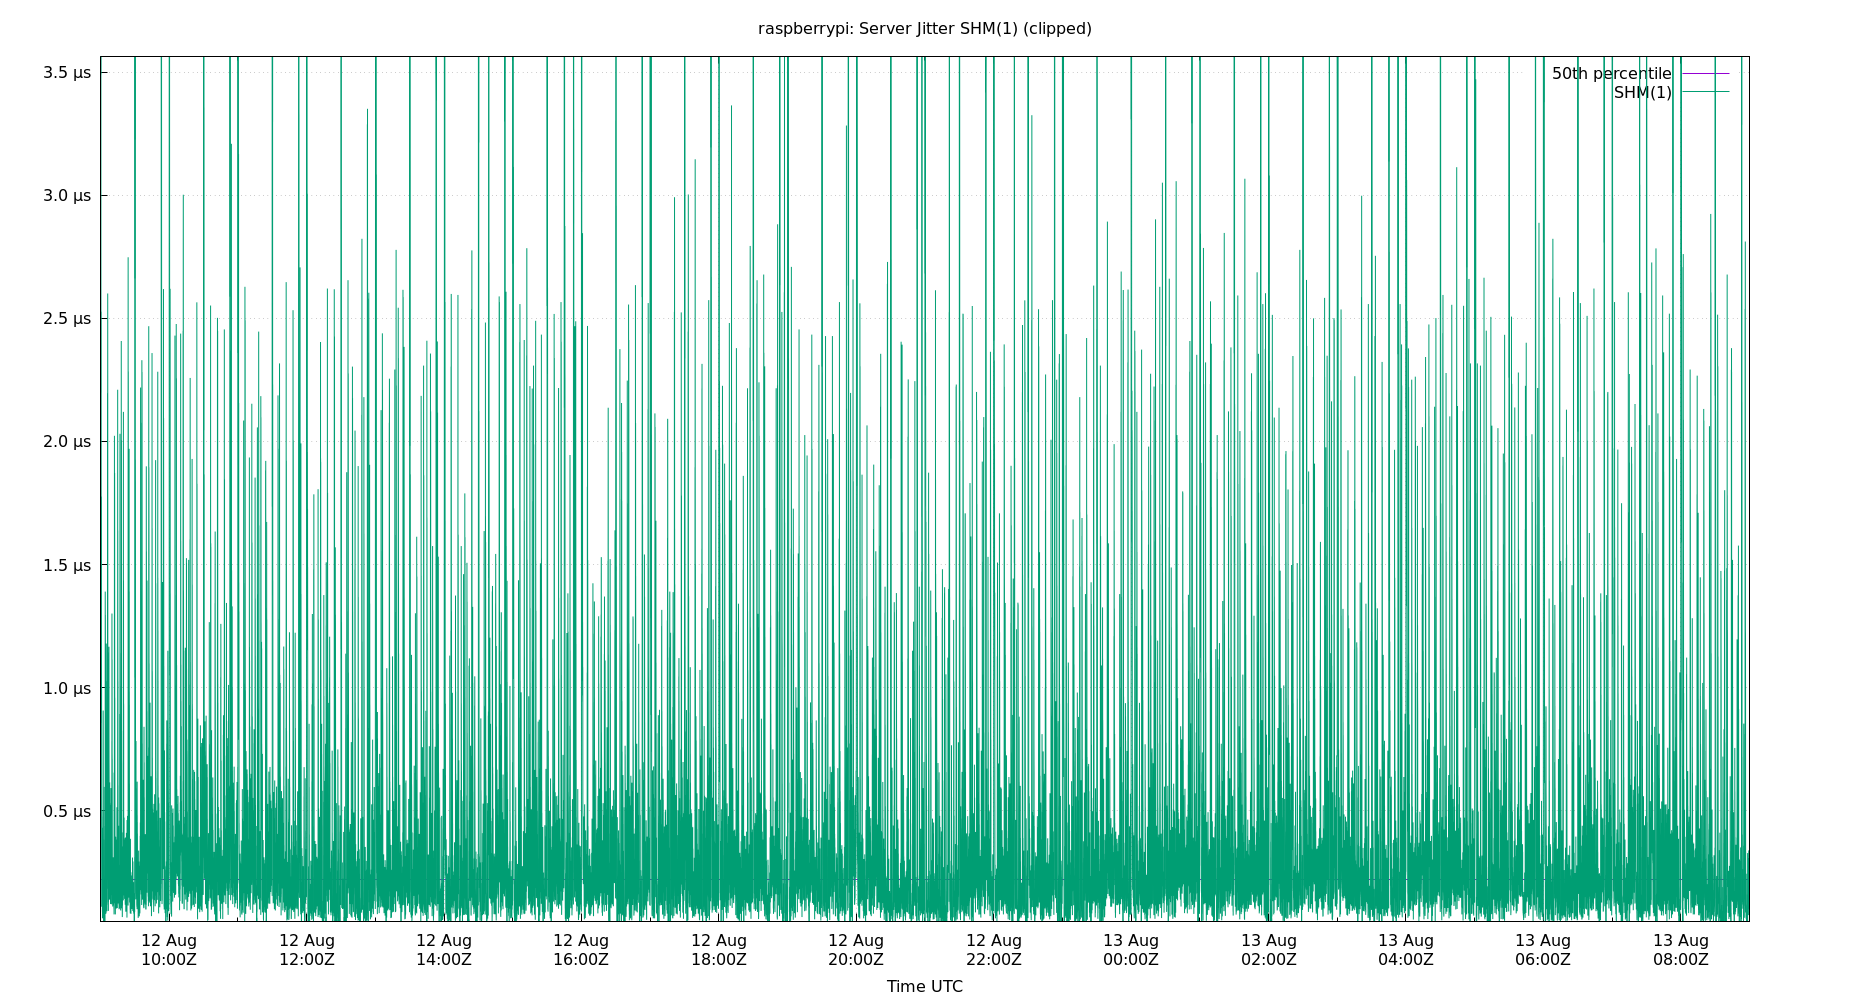 raspberrypi: Server Jitter SHM(1) (clipped)
50th percentile
SHM(1)
3.5 µs
3.0 µs
2.5 µs
2.0 µs
1.5 µs
1.0 µs
0.5 µs
12 Aug 12 Aug 12 Aug 12 Aug 12 Aug 12 Aug 12 Aug 13 Aug 13 Aug 13 Aug 13 Aug 13 Aug
10:00Z 12:00Z 14:00Z 16:00Z 18:00Z 20:00Z 22:00Z 00:00Z 02:00Z 04:00Z 06:00Z 08:00Z
Time UTC